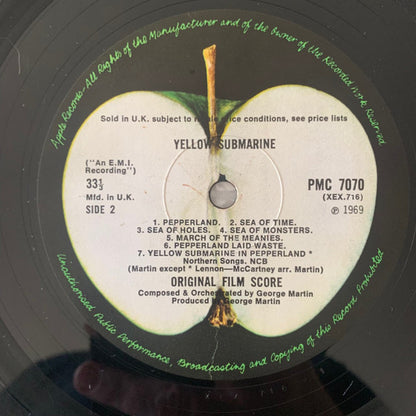 Apple Records-All Rights of the Manufacturer and of the Owner of the Recorded Work Reserved
Sold in U.K. subject to resale price conditions, see price lists
YELLOW SUBMARINE
("An E.M.I.
Recording")
33⅓
Mfd. in U.K.
SIDE 2
PMC 7070
(XEX.716)
Ⓟ 1969
1. PEPPERLAND. 2. SEA OF TIME.
3. SEA OF HOLES. 4. SEA OF MONSTERS.
5. MARCH OF THE MEANIES.
6. PEPPERLAND LAID WASTE.
7. YELLOW SUBMARINE IN PEPPERLAND *
Northern Songs. NCB
(Martin except * Lennon—McCartney arr. Martin)
ORIGINAL FILM SCORE
Composed & Orchestrated by George Martin
Produced by George Martin
Unauthorised Public Performance, Broadcasting and Copying of this Record Prohibited